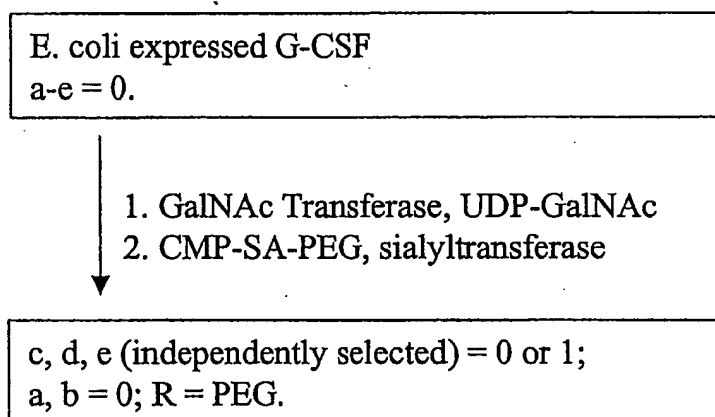 E. coli expressed G-CSF
a-e = 0.
1. GalNAc Transferase, UDP-GalNAc
2. CMP-SA-PEG, sialyltransferase
c, d, e (independently selected) = 0 or 1;
a, b = 0; R = PEG.